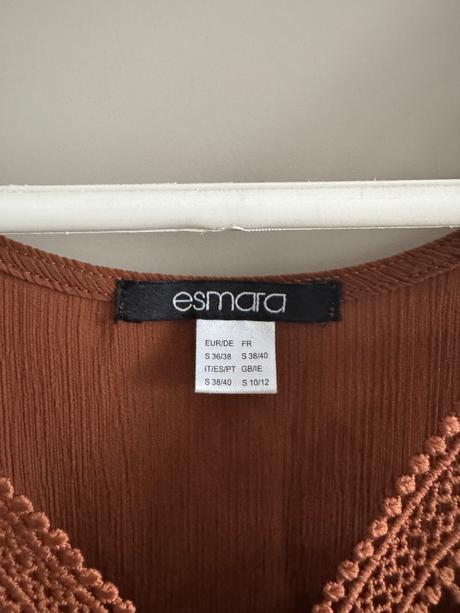 esmara
EUR/DE FR
S 36/38 S 38/40
IT/ES/PT GB/IE
S 38/40 S 10/12